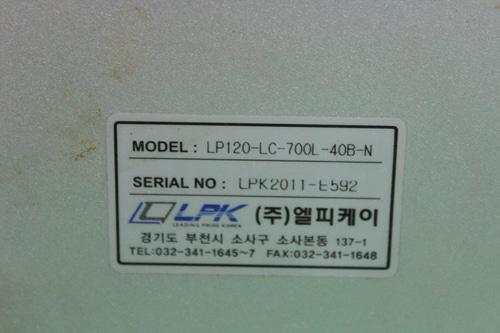 MODEL : LP120-LC-700L-40B-N
SERIAL NO : LPK2011-E592
LPK (주)엘피케이
LEADING PRIDE KOREA
경기도 부천시 소사구 소사본동 137-1
TEL:032-341-1645~7 FAX:032-341-1648